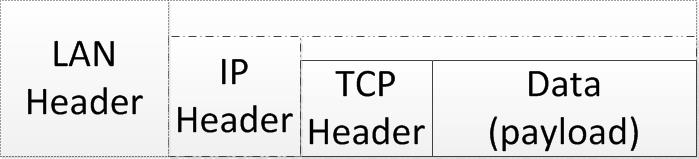 LAN
Header
IP
Header
TCP
Header
Data
(payload)